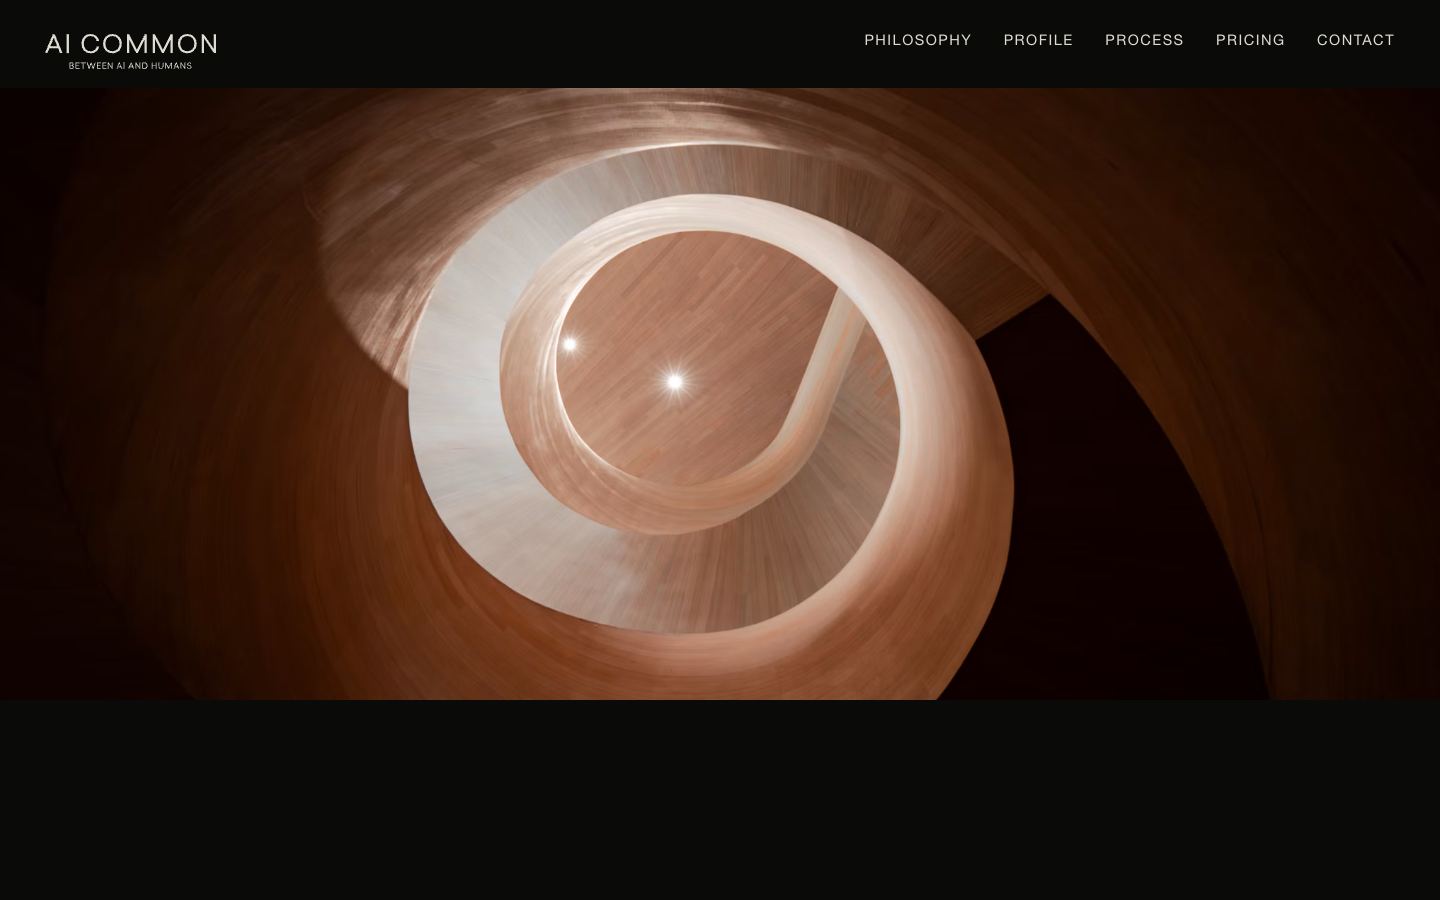 AI COMMON
BETWEEN AI AND HUMANS
PHILOSOPHY
PROFILE
PROCESS
PRICING
CONTACT